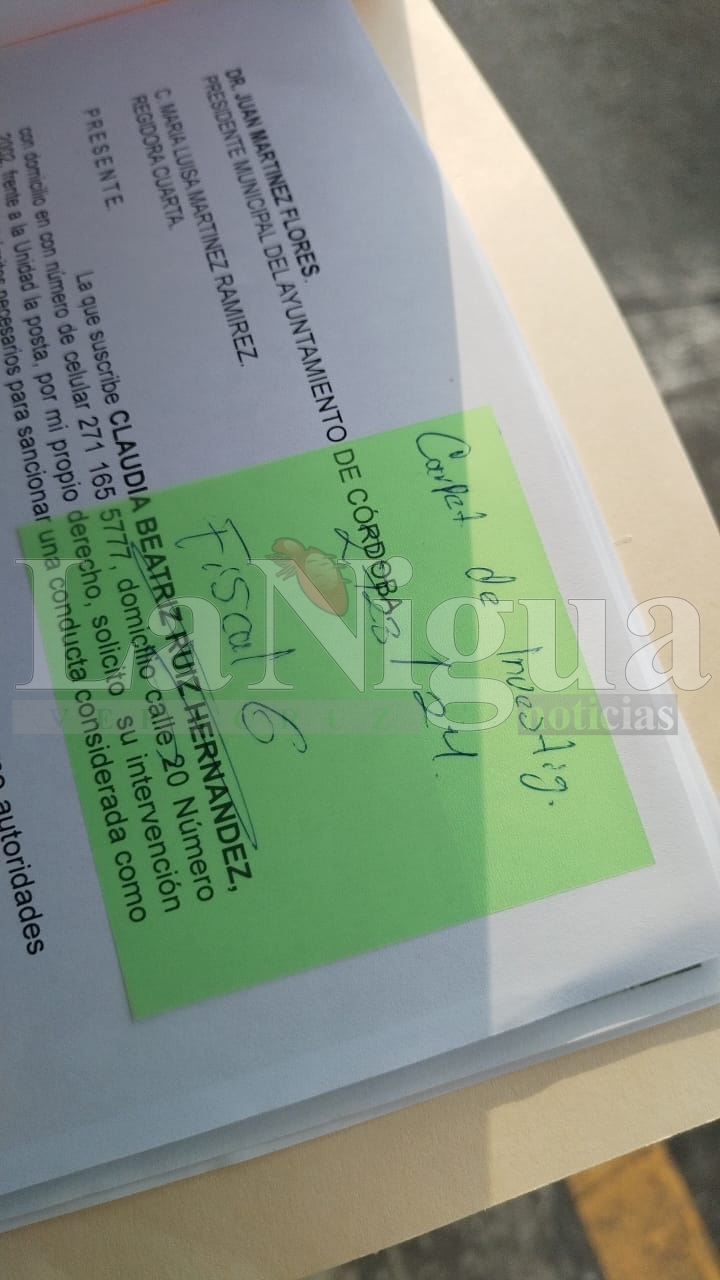 DR. JUAN MARTINEZ FLORES.
PRESIDENTE MUNICIPAL DEL AYUNTAMIENTO DE CÓRDOBA
C. MARIA LUISA MARTINEZ RAMIREZ.
REGIDORA CUARTA.
PRESENTE.
La que suscribe CLAUDIA BEATRIZ RUIZ HERNANDEZ,
con domicilio en con número de celular 271 165 5777, domicilio calle 20 Número
2002, frente a la Unidad la posta, por mi propio derecho, solicito su intervención
necesarios para sancionar una conducta considerada como
autoridades
de Investig.
Fiscal 6
LaNigua
noticias